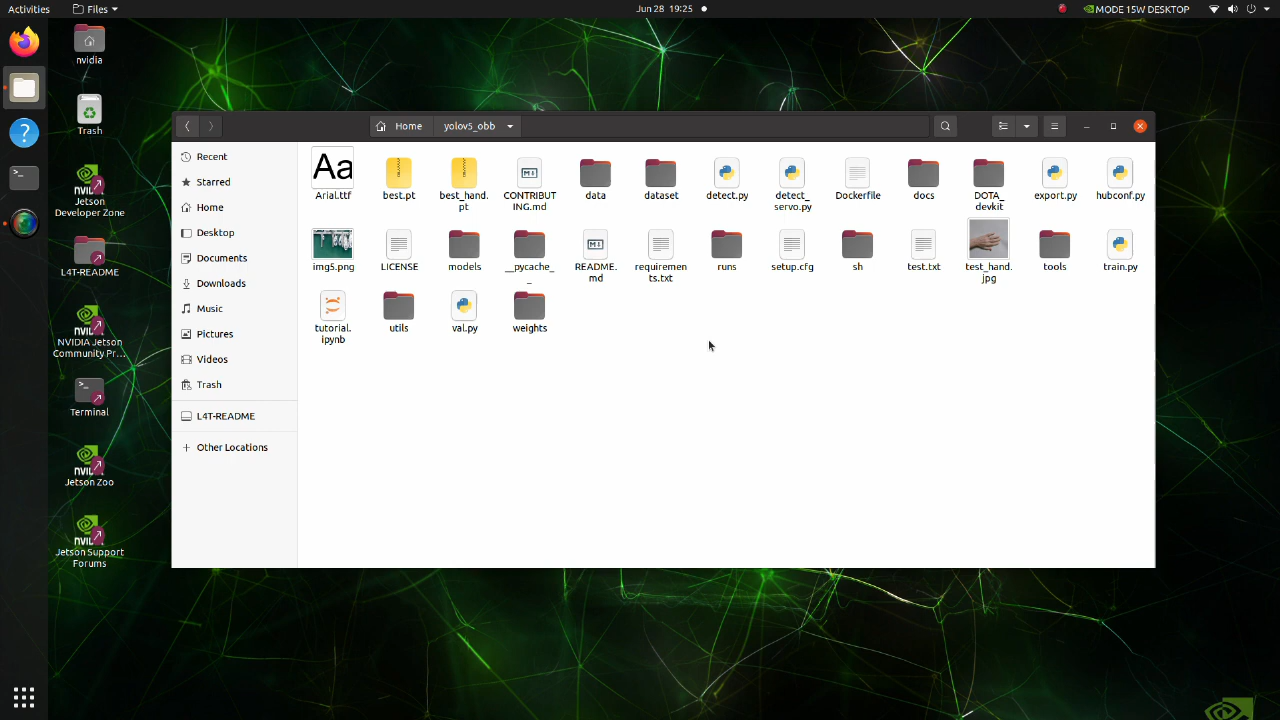 Activities
Files
Jun 28 19:25
MODE 15W DESKTOP
nvidia
Trash
Jetson
Developer Zone
L4T-README
NVIDIA Jetson
Community Pr...
Terminal
Jetson Zoo
Jetson Support
Forums
Home
yolov5_obb
Recent
Starred
Home
Desktop
Documents
Downloads
Music
Pictures
Videos
Trash
L4T-README
Other Locations
Aa
Arial.ttf
best.pt
best_hand.
pt
CONTRIBUT
ING.md
data
dataset
detect.py
detect_
servo.py
Dockerfile
docs
DOTA_
devkit
export.py
hubconf.py
img5.png
LICENSE
models
__pycache_
_
README.
md
requiremen
ts.txt
runs
setup.cfg
sh
test.txt
test_hand.
jpg
tools
train.py
tutorial.
ipynb
utils
val.py
weights